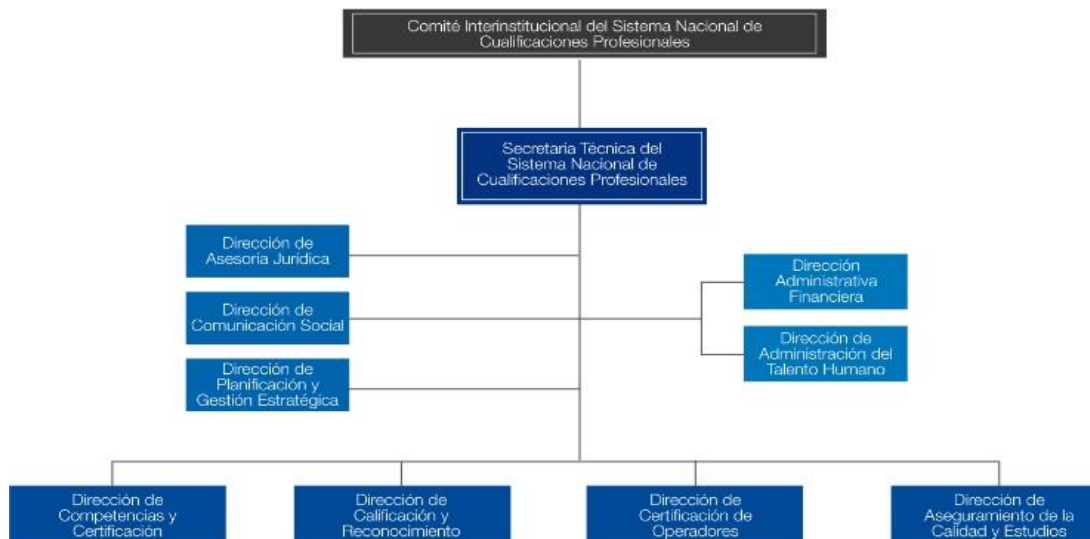 Comité Interinstitucional del Sistema Nacional de
Cualificaciones Profesionales
Secretaria Técnica del
Sistema Nacional de
Cualificaciones Profesionales
Dirección de
Asesoría Jurídica
Dirección de
Comunicación Social
Dirección de
Planificación y
Gestión Estratégica
Dirección
Administrativa
Financiera
Dirección de
Administración del
Talento Humano
Dirección de
Competencias y
Certificación
Dirección de
Calificación y
Reconocimiento
Dirección de
Certificación de
Operadores
Dirección de
Aseguramiento de la
Calidad y Estudios